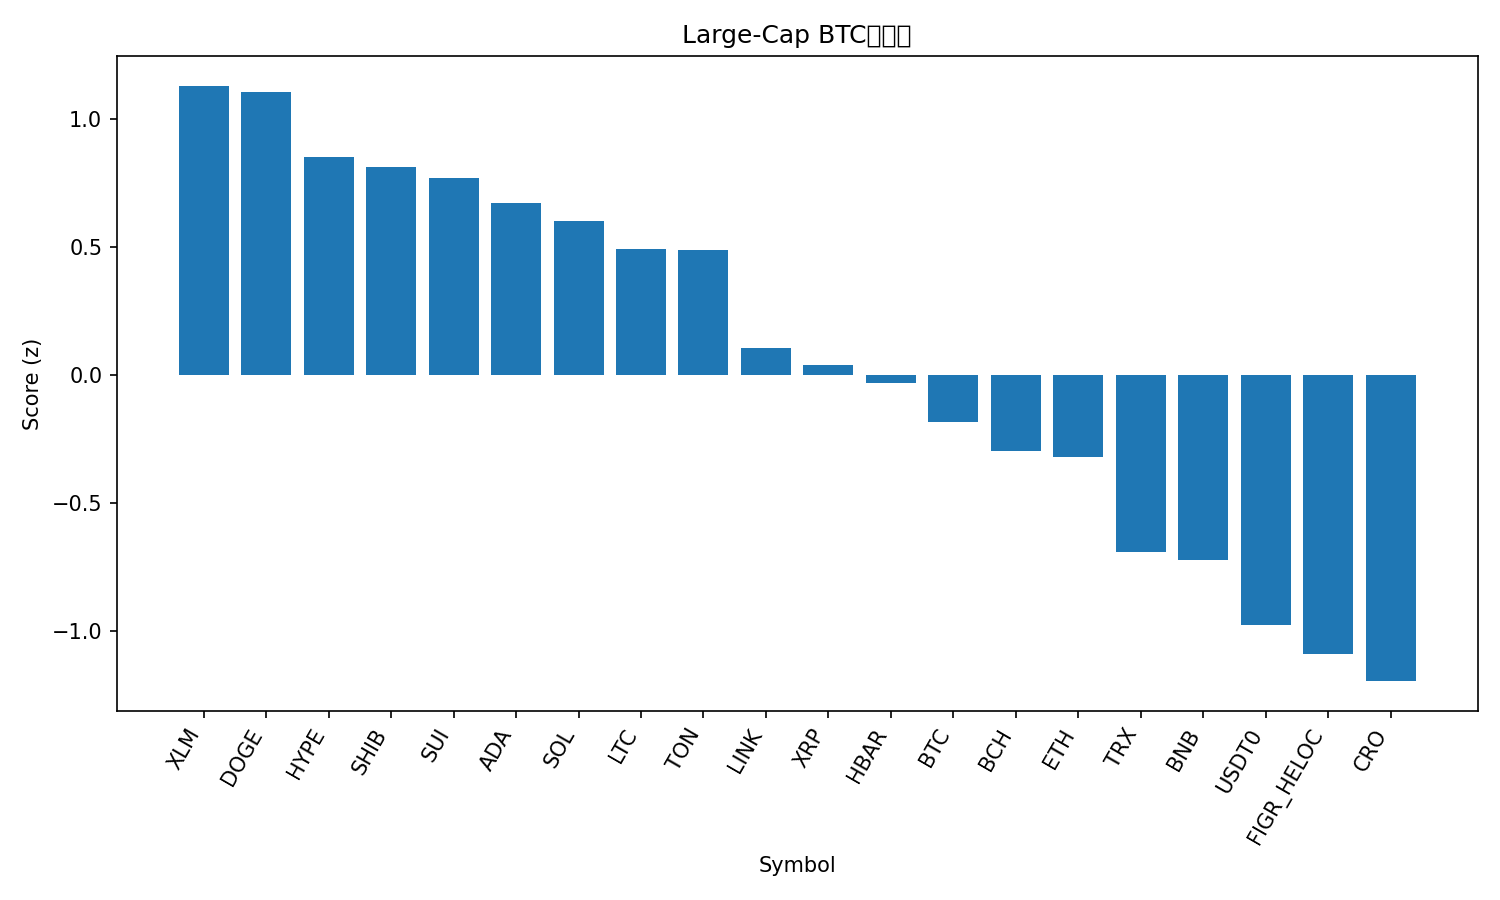 Large-Cap BTC
1.0
0.5
0.0
−0.5
−1.0
Score (z)
XLM
DOGE
HYPE
SHIB
SUI
ADA
SOL
LTC
TON
LINK
XRP
HBAR
BTC
BCH
ETH
TRX
BNB
USDT0
FIGR_HELOC
CRO
Symbol